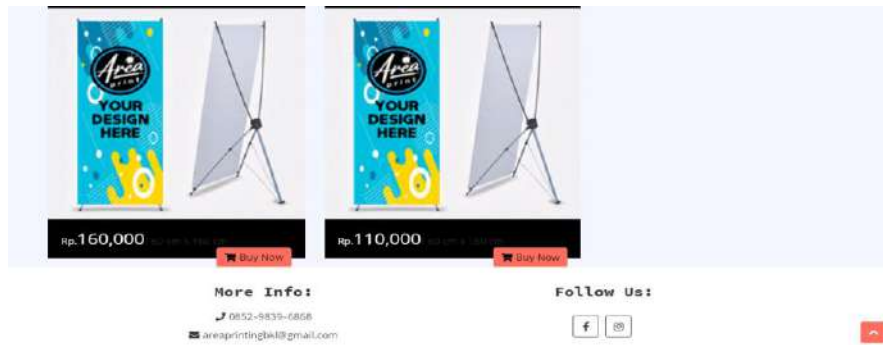 Area
print
YOUR
DESIGN
HERE
Area
print
YOUR
DESIGN
HERE
Rp.160,000
Buy Now
Rp.110,000
Buy Now
More Info:
0852-9839-6868
areaprintingbkl@gmail.com
Follow Us: